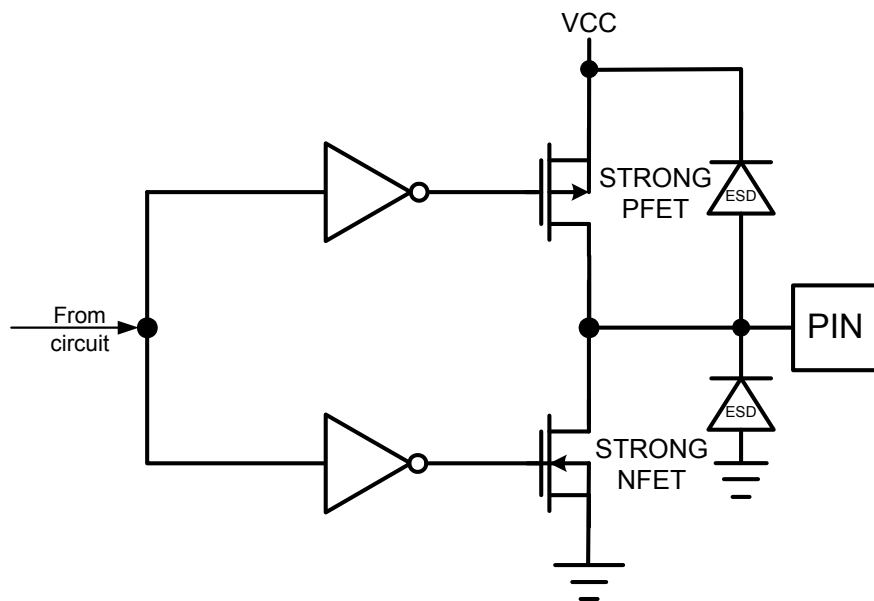 VCC
STRONG
PFET
ESD
From
circuit
PIN
ESD
STRONG
NFET